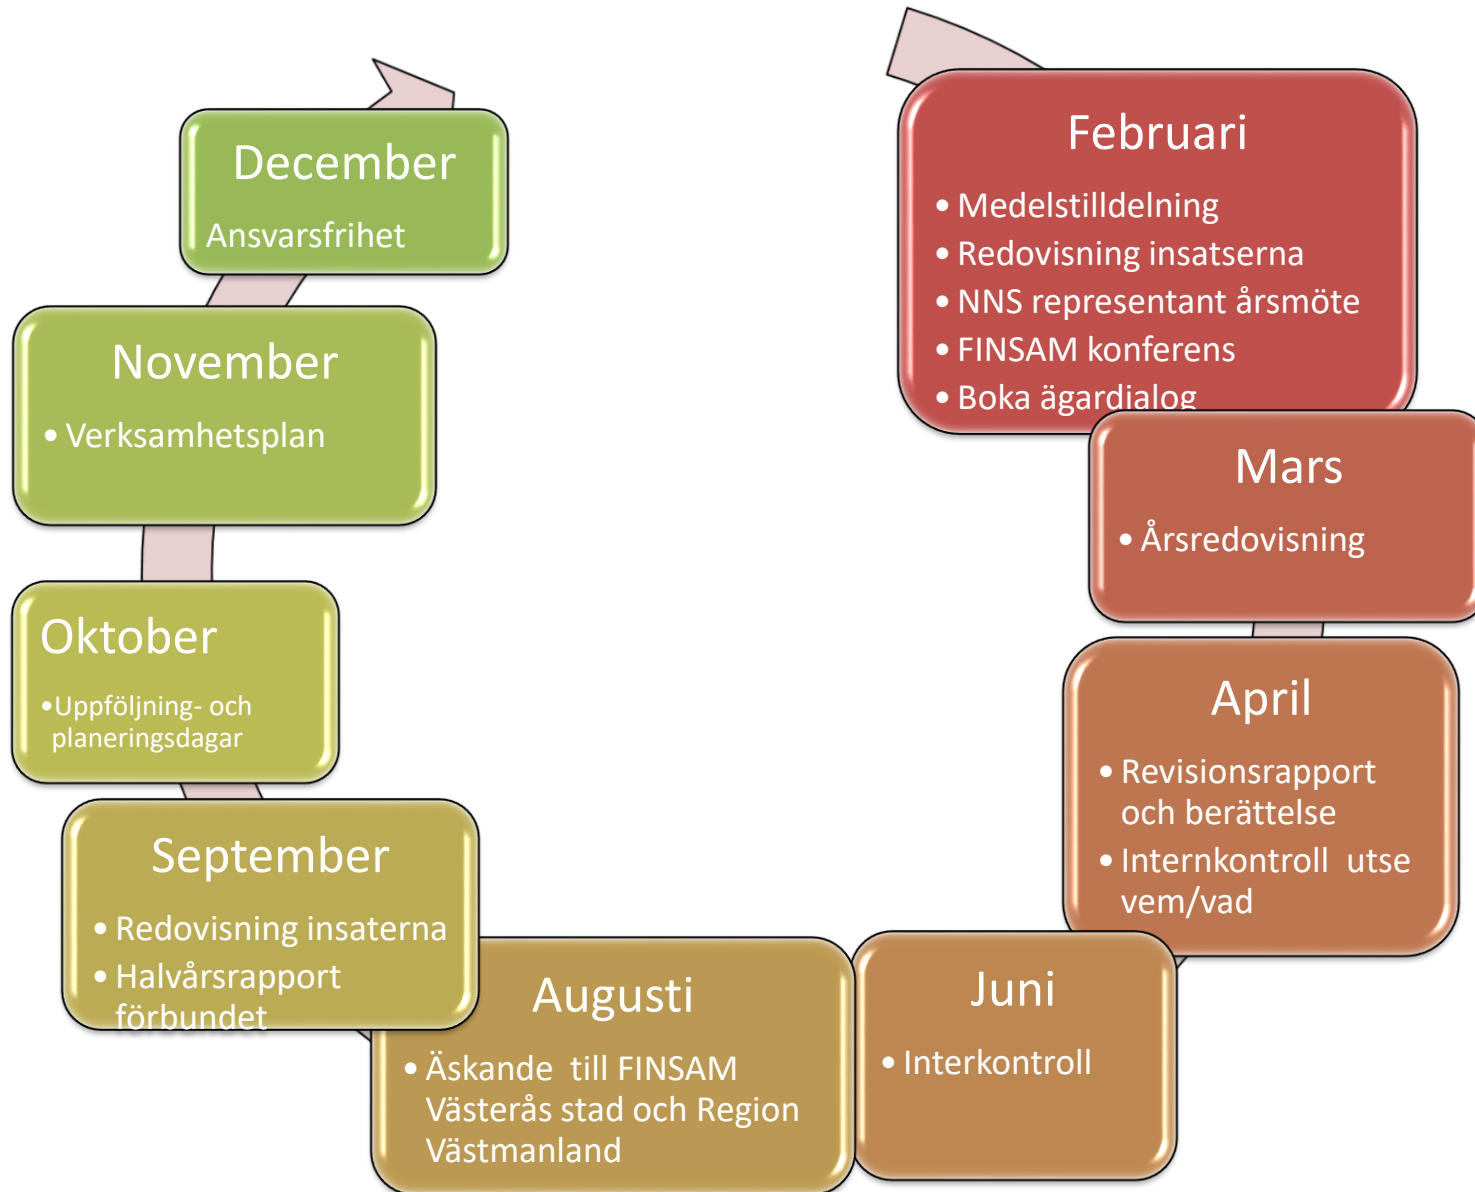 Februari
• Medelstilldelning
• Redovisning insatserna
• NNS representant årsmöte
• FINSAM konferens
• Boka ägardialog
Mars
• Årsredovisning
April
• Revisionsrapport
och berättelse
• Internkontroll  utse
vem/vad
Juni
• Interkontroll
Augusti
• Äskande  till FINSAM
Västerås stad och Region
Västmanland
September
• Redovisning insaterna
• Halvårsrapport
förbundet
Oktober
•Uppföljning- och
planeringsdagar
November
• Verksamhetsplan
December
Ansvarsfrihet